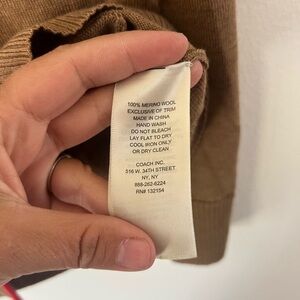 100% MERINO WOOL
EXCLUSIVE OF TRIM
MADE IN CHINA
HAND WASH
DO NOT BLEACH
LAY FLAT TO DRY
COOL IRON ONLY
OR DRY CLEAN
COACH INC.
516 W. 34TH STREET
NY, NY
888-262-6224
RN# 132154